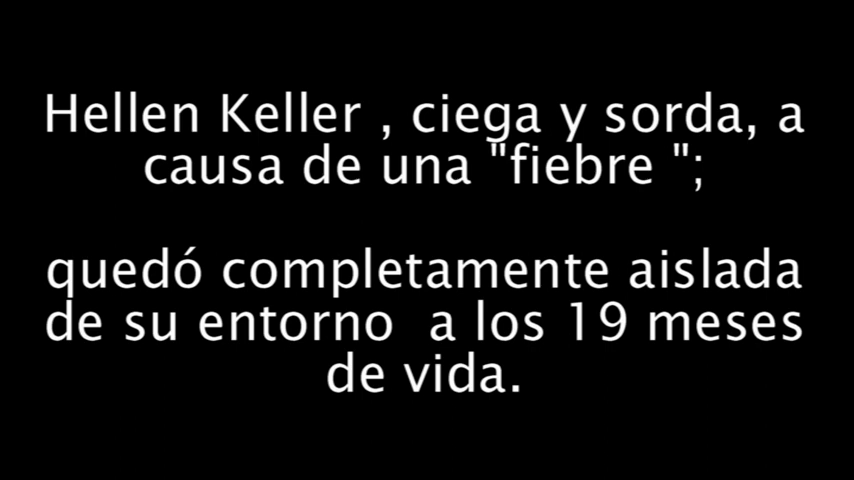 Hellen Keller , ciega y sorda, a
causa de una "fiebre ";
quedó completamente aislada
de su entorno  a los 19 meses
de vida.